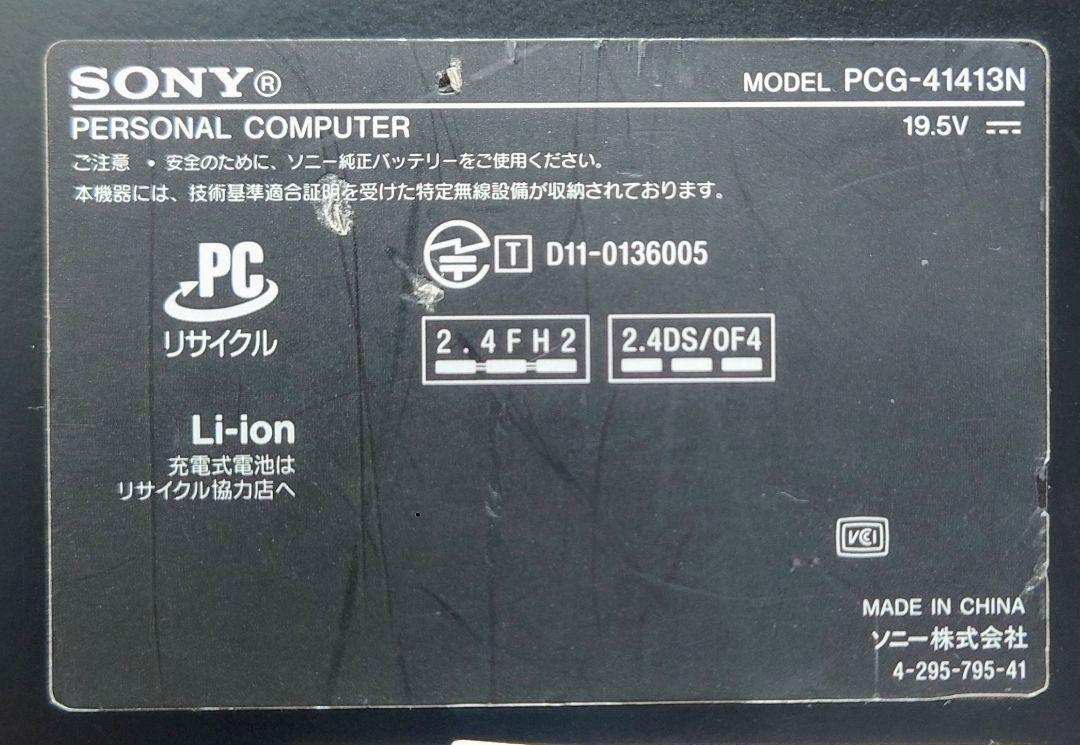 SONY®
MODEL PCG-41413N
PERSONAL COMPUTER
19.5V
ご注意 ・ 安全のために、ソニー純正バッテリーをご使用ください。
本機器には、技術基準適合証明を受けた特定無線設備が収納されております。
PC
リサイクル
T D11-0136005
2.4FH2
2.4DS/OF4
Li-ion
充電式電池は
リサイクル協力店へ
VCI
MADE IN CHINA
ソニー株式会社
4-295-795-41